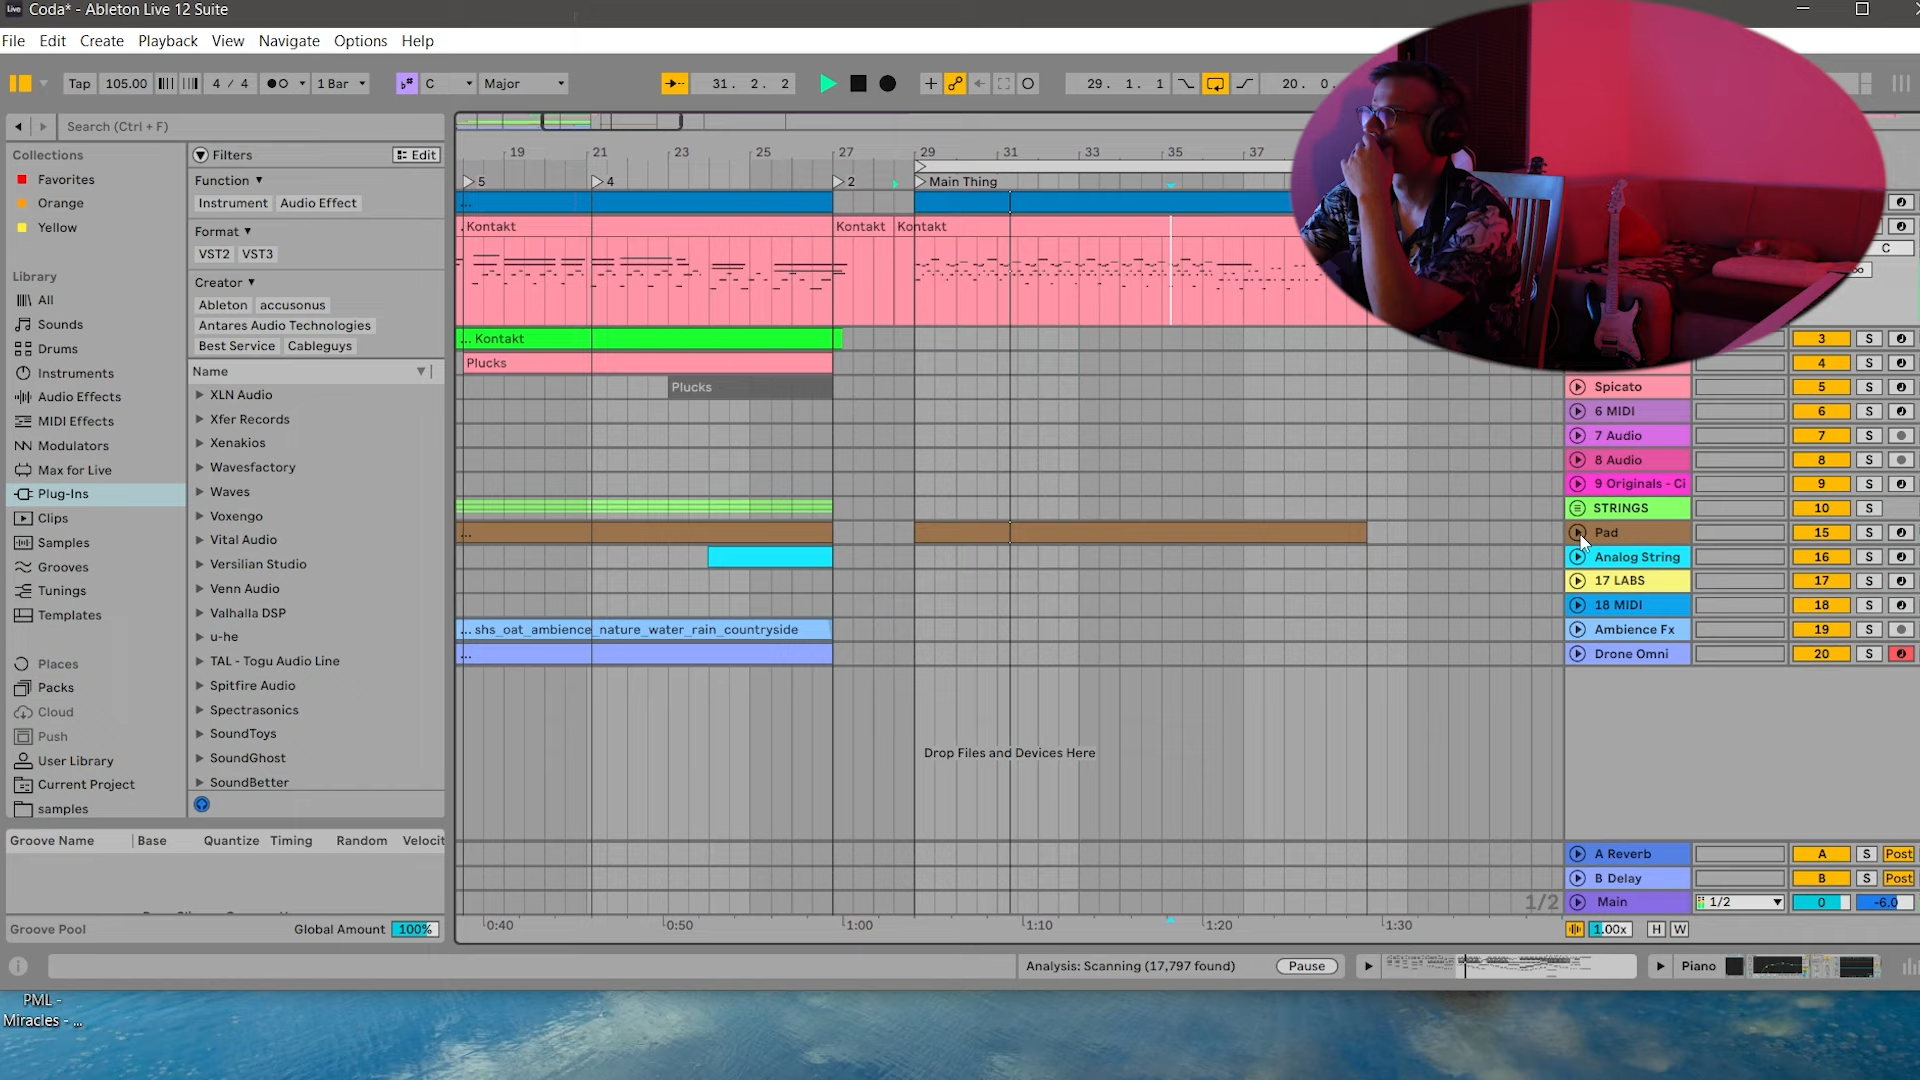 Live Coda* - Ableton Live 12 Suite
File Edit Create Playback View Navigate Options Help
Tap 105.00 4 / 4 1 Bar C Major 31. 2. 2 29. 1. 1 20. 0.
Search (Ctrl + F)
Collections
Favorites
Orange
Yellow
Library
All
Sounds
Drums
Instruments
Audio Effects
MIDI Effects
Modulators
Max for Live
Plug-Ins
Clips
Samples
Grooves
Tunings
Templates
Places
Packs
Cloud
Push
User Library
Current Project
samples
Filters Edit
Function
Instrument Audio Effect
Format
VST2 VST3
Creator
Ableton accusonus
Antares Audio Technologies
Best Service Cableguys
Name
XLN Audio
Xfer Records
Xenakios
Wavesfactory
Waves
Voxengo
Vital Audio
Versilian Studio
Venn Audio
Valhalla DSP
u-he
TAL - Togu Audio Line
Spitfire Audio
Spectrasonics
SoundToys
SoundGhost
SoundBetter
Groove Name Base Quantize Timing Random Velocit
Groove Pool Global Amount 100%
19 21 23 25 27 29 31 33 35 37
5 4 2 Main Thing
...
Kontakt Kontakt Kontakt
C
... Kontakt
3 S
Plucks
4 S
Plucks
Spicato 5 S
6 MIDI 6 S
7 Audio 7 S
8 Audio 8 S
9 Originals - Ci 9 S
STRINGS 10 S
... Pad 15 S
Analog String 16 S
17 LABS 17 S
18 MIDI 18 S
... shs_oat_ambience_nature_water_rain_countryside Ambience Fx 19 S
... Drone Omni 20 S
Drop Files and Devices Here
A Reverb A S Post
B Delay B S Post
1/2 Main 1/2 0 -6.0
0:40 0:50 1:00 1:10 1:20 1:30 1.00x H W
Analysis: Scanning (17,797 found) Pause Piano
PML -
Miracles - ...